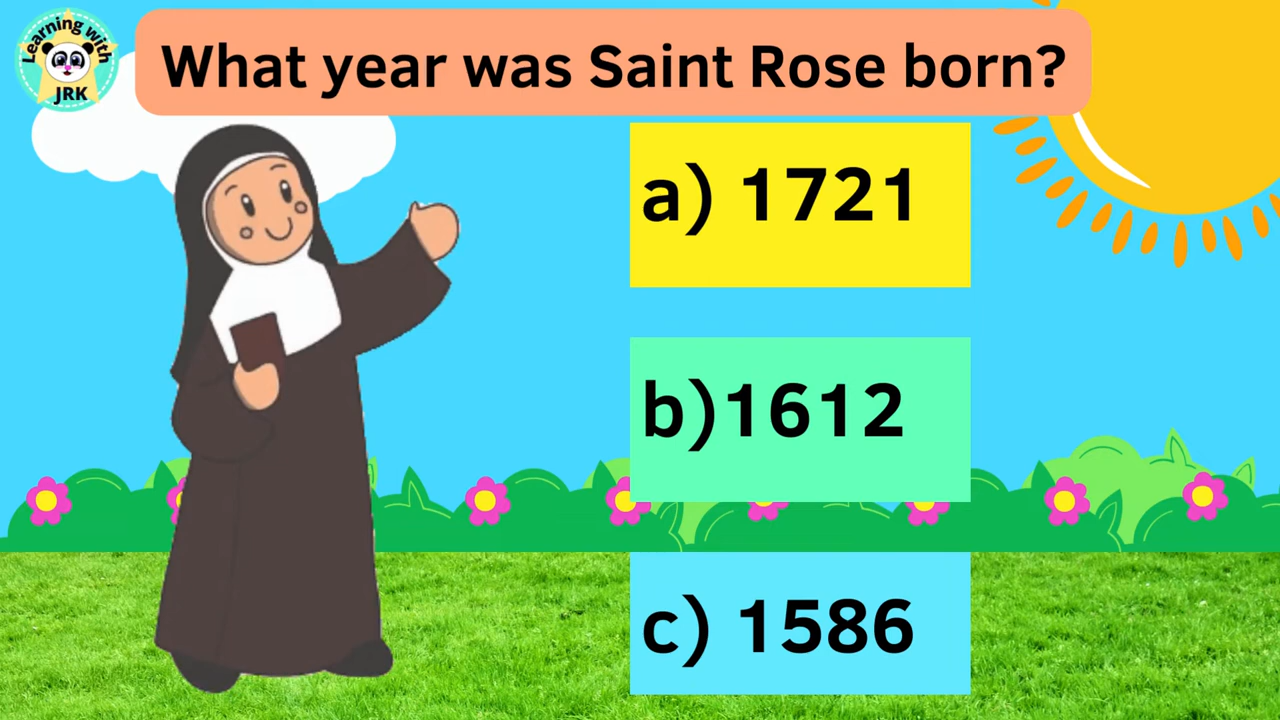 Learning with
JRK
What year was Saint Rose born?
a) 1721
b)1612
c) 1586